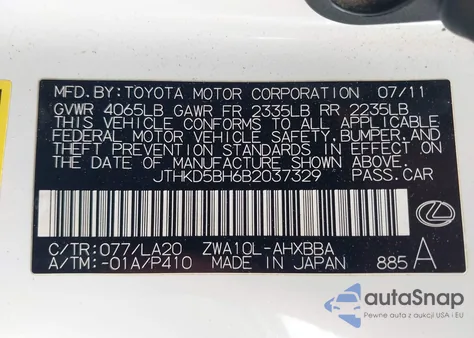 MFD. BY: TOYOTA MOTOR CORPORATION 07/11
GVWR 4065LB GAWR FR 2335LB RR 2235LB
THIS VEHICLE CONFORMS TO ALL APPLICABLE
FEDERAL MOTOR VEHICLE SAFETY, BUMPER, AND
THEFT PREVENTION STANDARDS IN EFFECT ON
THE DATE OF MANUFACTURE SHOWN ABOVE.
JTHKD5BH6B2037329 PASS.CAR
C/TR: 077/LA20 ZWA10L-AHXBBA
A/TM: -01A/P410 MADE IN JAPAN 885 A
autoSnap
Pewne auta z USA i EU